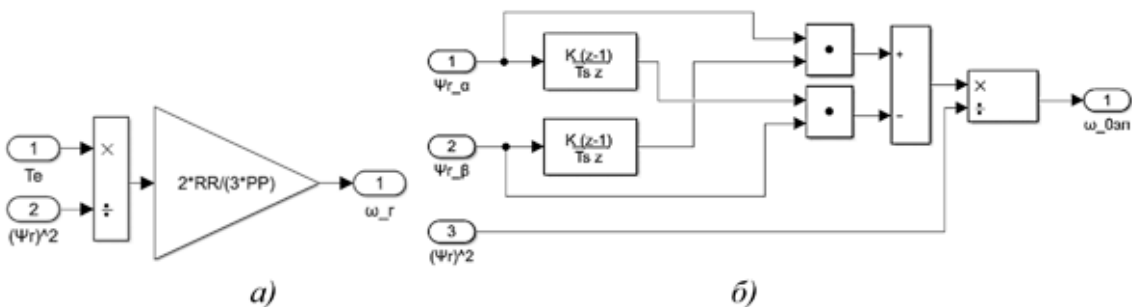 1
Te
2
(Ψr)^2
×
÷
2*RR/(3*PP)
1
ω_r
а)
1
Ψr_α
2
Ψr_β
3
(Ψr)^2
K (z-1)
Ts z
K (z-1)
Ts z
+
−
×
÷
1
ω_0эл
б)